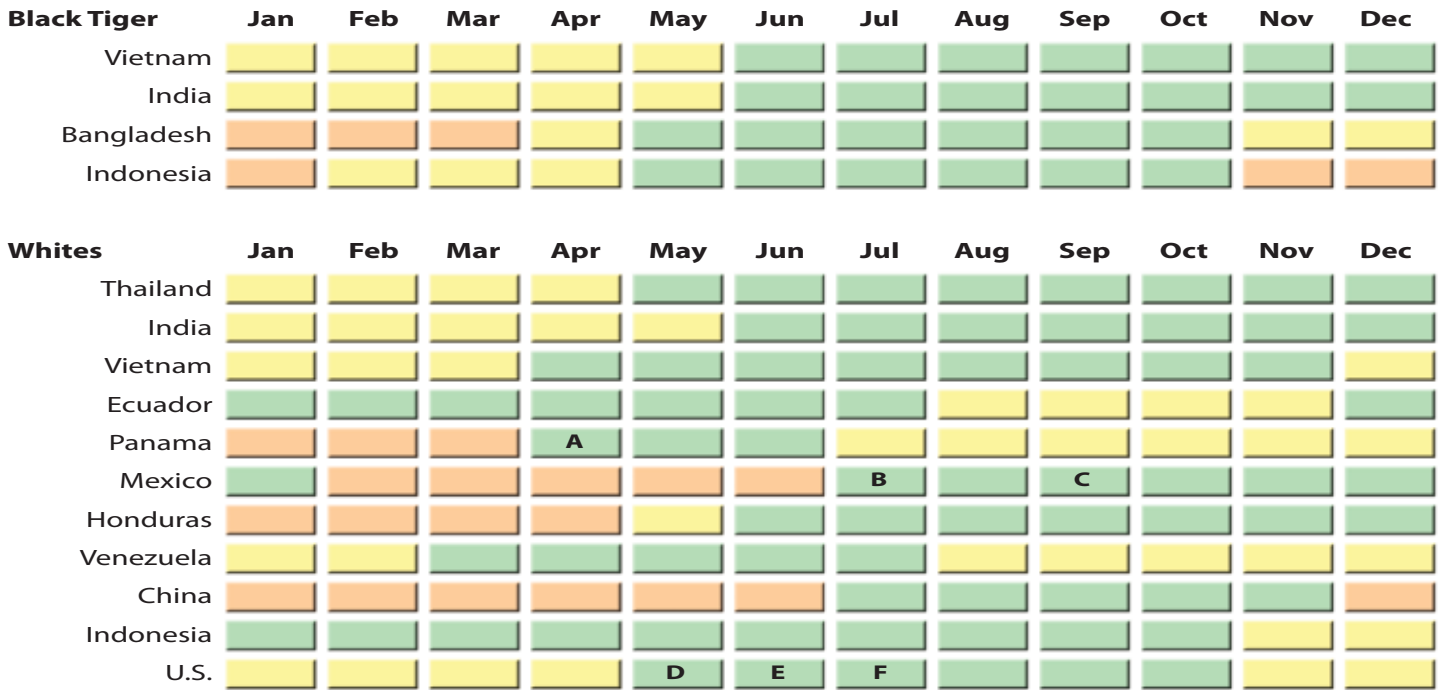 Black Tiger Jan Feb Mar Apr May Jun Jul Aug Sep Oct Nov Dec
Vietnam
India
Bangladesh
Indonesia
Whites Jan Feb Mar Apr May Jun Jul Aug Sep Oct Nov Dec
Thailand
India
Vietnam
Ecuador
Panama A
Mexico B C
Honduras
Venezuela
China
Indonesia
U.S. D E F